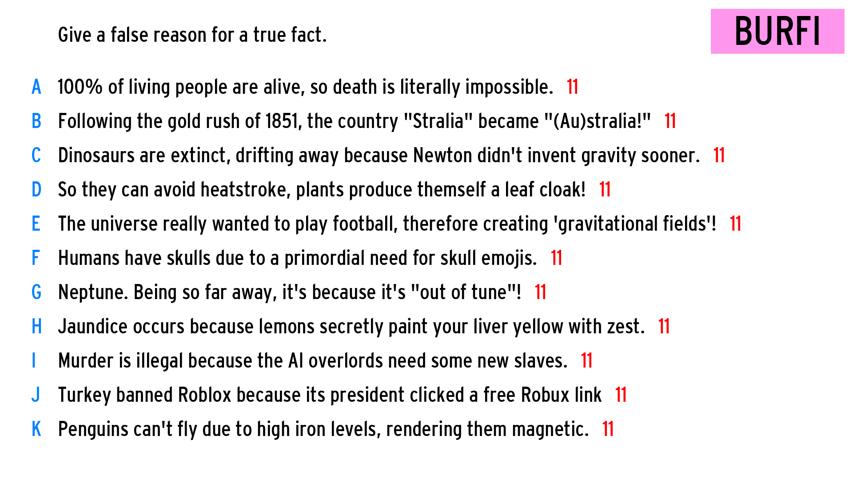 Give a false reason for a true fact.
BURFI
A 100% of living people are alive, so death is literally impossible. 11
B Following the gold rush of 1851, the country "Stralia" became "(Au)stralia!" 11
C Dinosaurs are extinct, drifting away because Newton didn't invent gravity sooner. 11
D So they can avoid heatstroke, plants produce themself a leaf cloak! 11
E The universe really wanted to play football, therefore creating 'gravitational fields'! 11
F Humans have skulls due to a primordial need for skull emojis. 11
G Neptune. Being so far away, it's because it's "out of tune"! 11
H Jaundice occurs because lemons secretly paint your liver yellow with zest. 11
I Murder is illegal because the AI overlords need some new slaves. 11
J Turkey banned Roblox because its president clicked a free Robux link 11
K Penguins can't fly due to high iron levels, rendering them magnetic. 11